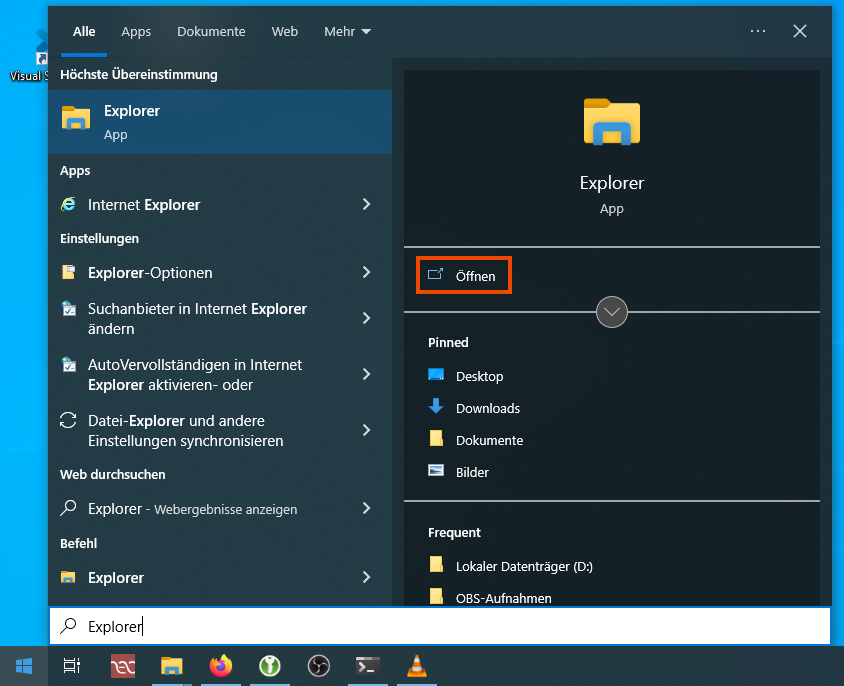 Alle Apps Dokumente Web Mehr
Visual S
Höchste Übereinstimmung
Explorer
App
Apps
Internet Explorer
Einstellungen
Explorer-Optionen
Suchanbieter in Internet Explorer
ändern
AutoVervollständigen in Internet
Explorer aktivieren- oder
Datei-Explorer und andere
Einstellungen synchronisieren
Web durchsuchen
Explorer - Webergebnisse anzeigen
Befehl
Explorer
Explorer
App
Öffnen
Pinned
Desktop
Downloads
Dokumente
Bilder
Frequent
Lokaler Datenträger (D:)
OBS-Aufnahmen
Explorer